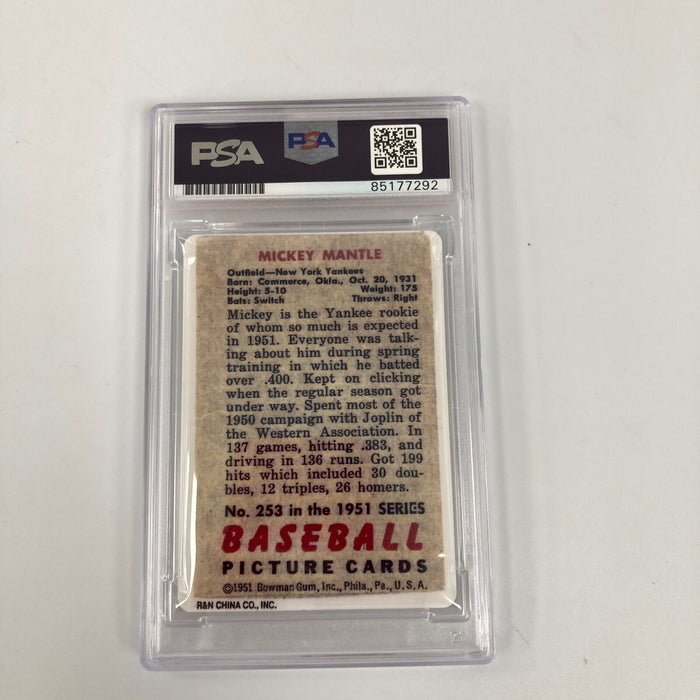 PSA PSA
85177292
MICKEY MANTLE
Outfield—New York Yankees
Born: Commerce, Okla., Oct. 20, 1931
Height: 5-10 Weight: 175
Bats: Switch Throws: Right
Mickey is the Yankee rookie
of whom so much is expected
in 1951. Everyone was talk-
ing about him during spring
training in which he batted
over .400. Kept on clicking
when the regular season got
under way. Spent most of the
1950 campaign with Joplin of
the Western Association. In
137 games, hitting .383, and
driving in 136 runs. Got 199
hits which included 30 dou-
bles, 12 triples, 26 homers.
No. 253 in the 1951 SERIES
BASEBALL
PICTURE CARDS
©1951 Bowman Gum, Inc., Phila., Pa., U.S.A.
R&N CHINA CO., INC.